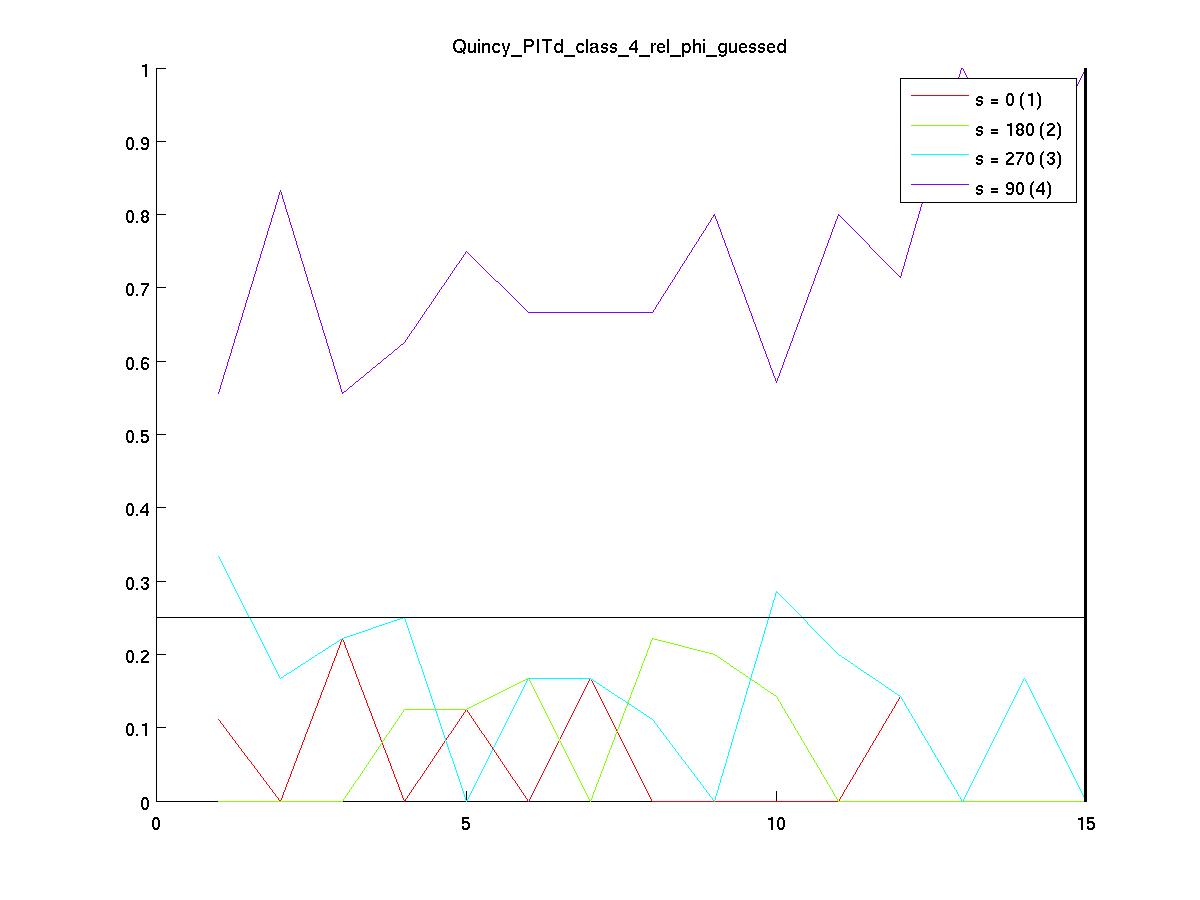 Quincy_PITd_class_4_rel_phi_guessed
1
0.9
0.8
0.7
0.6
0.5
0.4
0.3
0.2
0.1
0
0 5 10 15
s = 0 (1)
s = 180 (2)
s = 270 (3)
s = 90 (4)